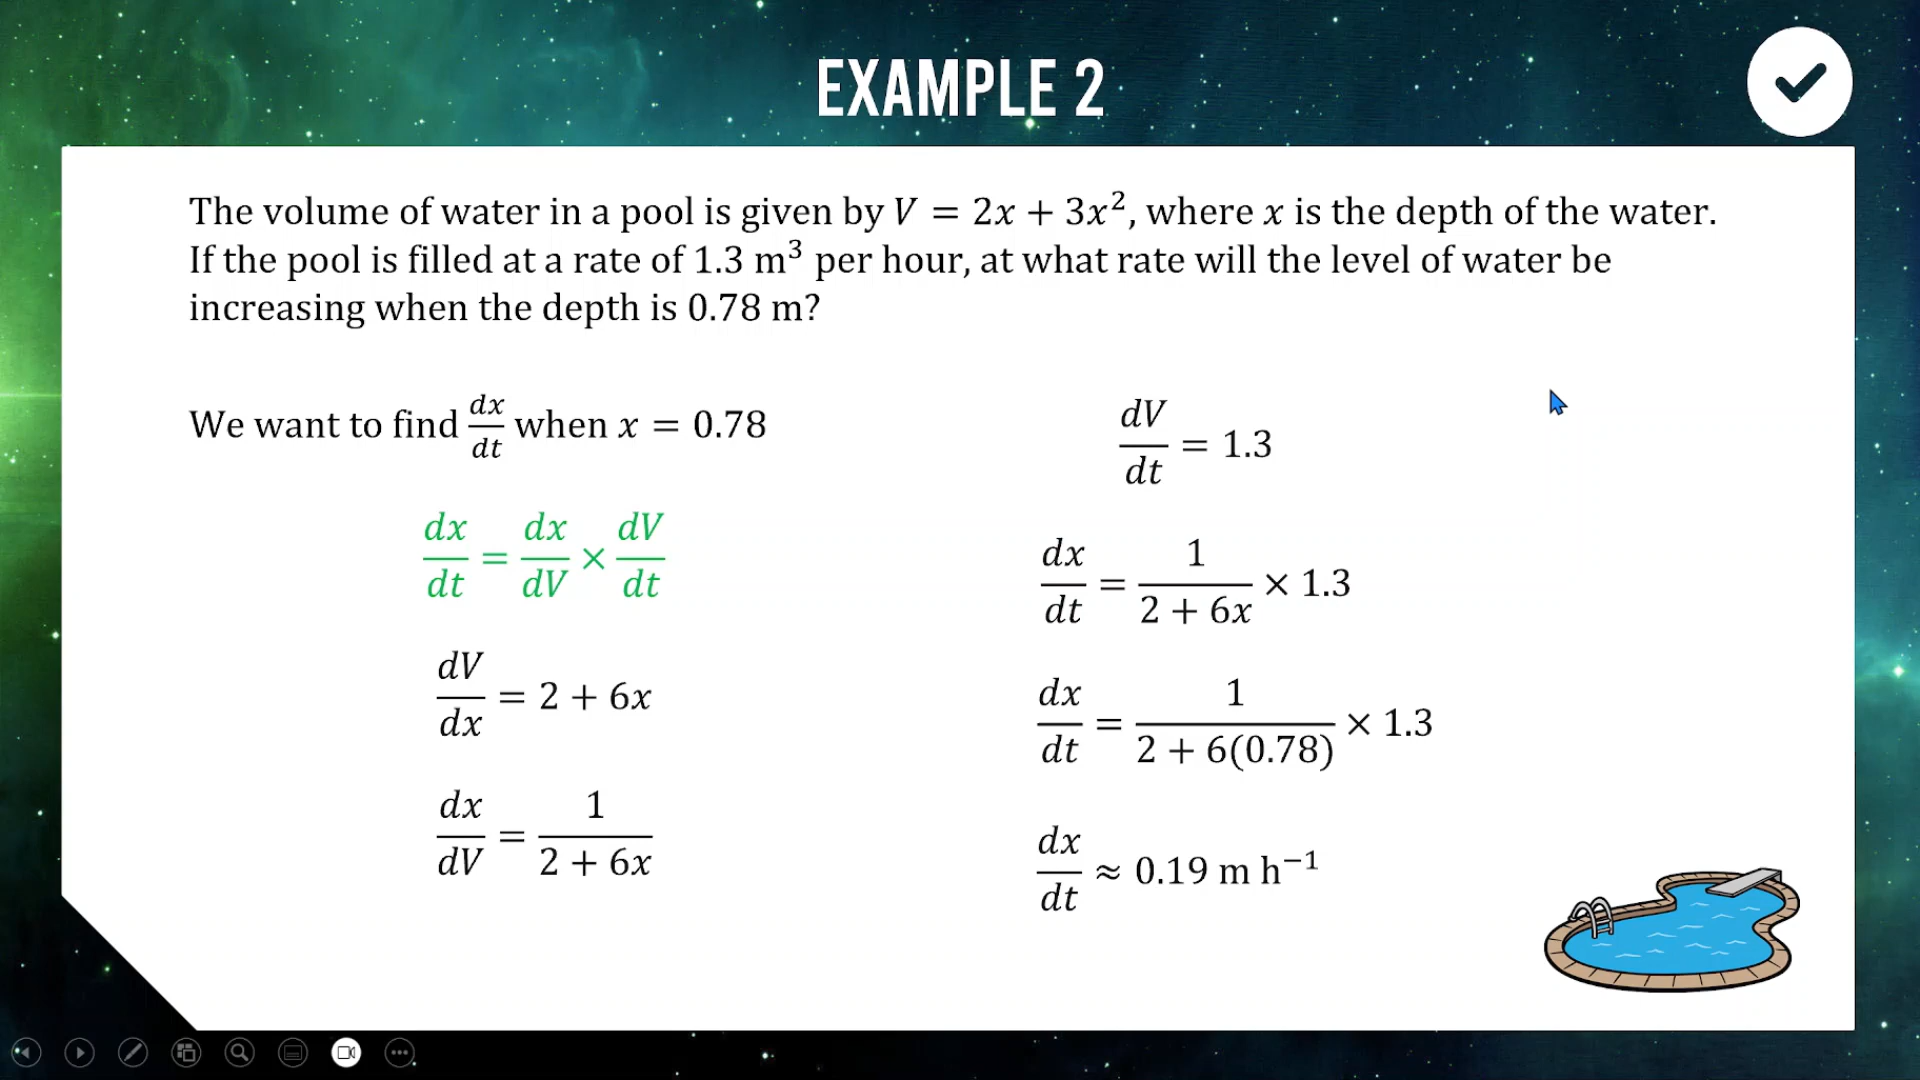 EXAMPLE 2
The volume of water in a pool is given by V = 2x + 3x², where x is the depth of the water.
If the pool is filled at a rate of 1.3 m³ per hour, at what rate will the level of water be
increasing when the depth is 0.78 m?
We want to find dx/dt when x = 0.78
dx/dt = dx/dV × dV/dt
dV/dx = 2 + 6x
dx/dV = 1/(2 + 6x)
dV/dt = 1.3
dx/dt = 1/(2 + 6x) × 1.3
dx/dt = 1/(2 + 6(0.78)) × 1.3
dx/dt ≈ 0.19 m h⁻¹